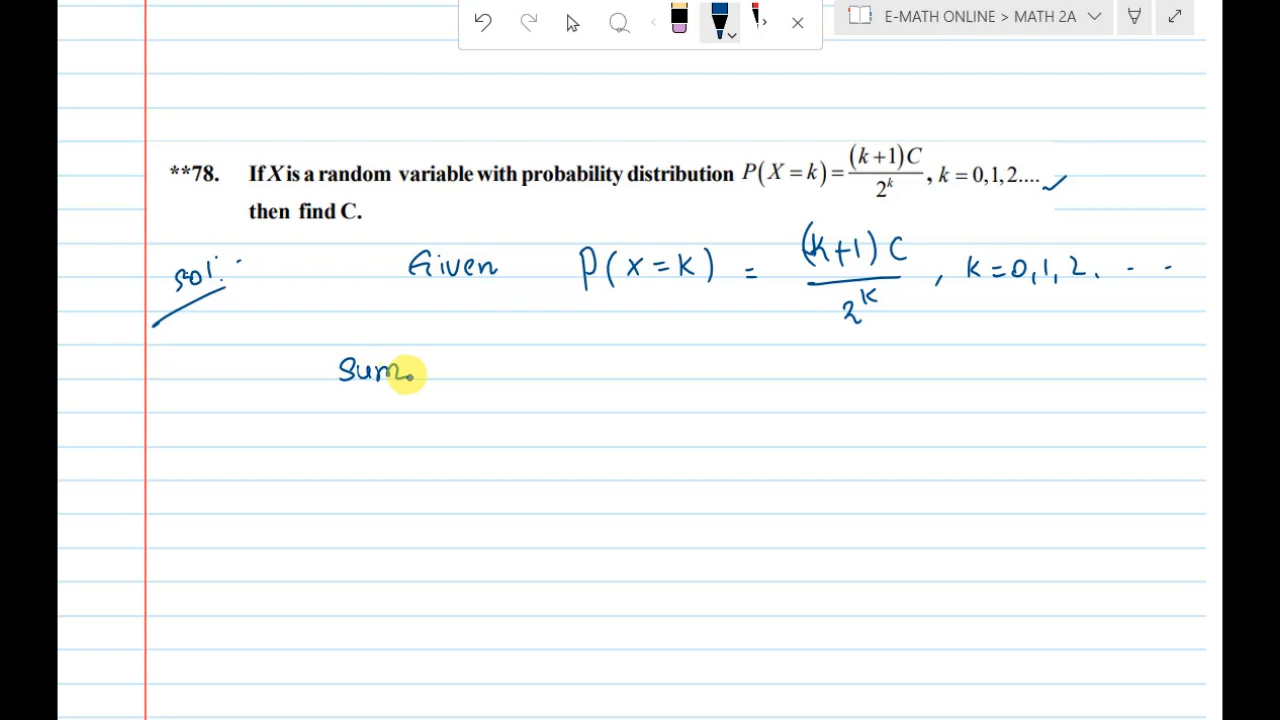 E-MATH ONLINE > MATH 2A
**78. If X is a random variable with probability distribution P(X = k) = (k+1)C / 2^k , k = 0,1,2....
then find C.
Sol: Given P(X=K) = (K+1) C / 2^K , K = 0, 1, 2, . . .
Sum